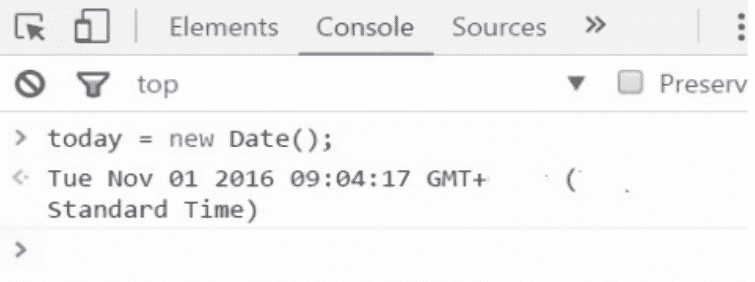 Elements Console Sources »
top ▼ Preserv
> today = new Date();
<· Tue Nov 01 2016 09:04:17 GMT+ (
Standard Time)
>